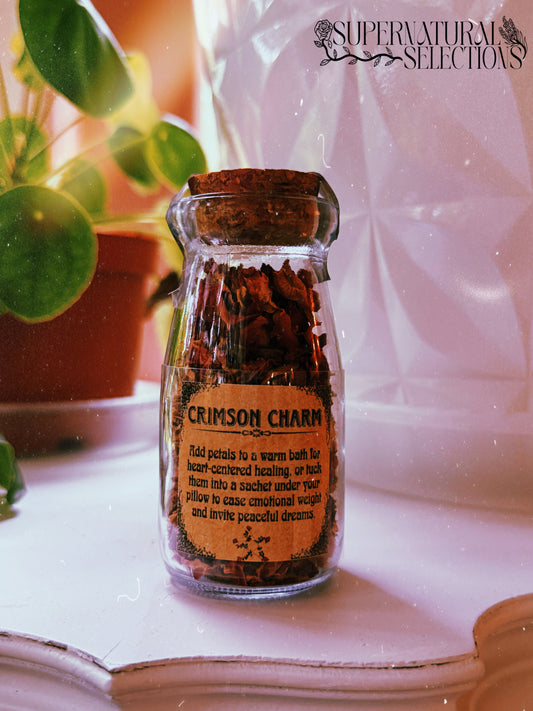 SUPERNATURAL
SELECTIONS
CRIMSON CHARM
Add petals to a warm bath for
heart-centered healing, or tuck
them into a sachet under your
pillow to ease emotional weight
and invite peaceful dreams.